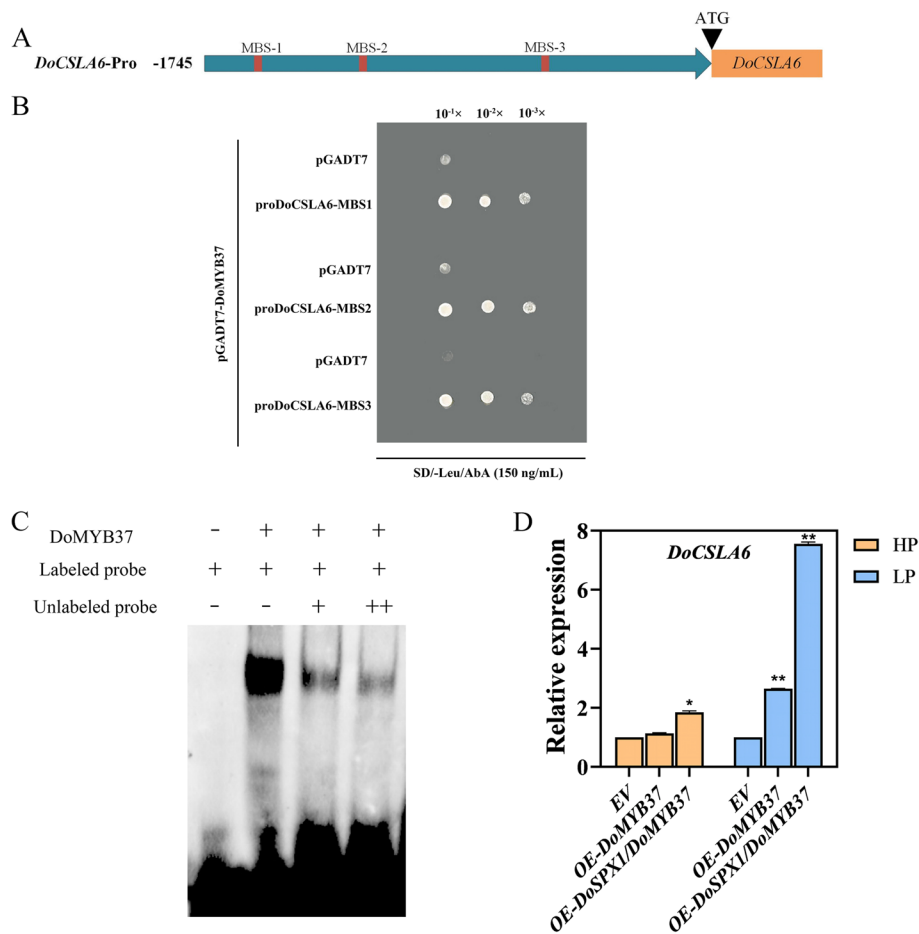 A
ATG
MBS-1 MBS-2 MBS-3
DoCSLA6-Pro -1745 DoCSLA6
B
10⁻¹× 10⁻²× 10⁻³×
pGADT7-DoMYB37
pGADT7
proDoCSLA6-MBS1
pGADT7
proDoCSLA6-MBS2
pGADT7
proDoCSLA6-MBS3
SD/-Leu/AbA (150 ng/mL)
C
DoMYB37 - + + +
Labeled probe + + + +
Unlabeled probe - - + ++
D
DoCSLA6
HP
LP
Relative expression
8
6
4
2
0
*
**
**
EV
OE-DoMYB37
OE-DoSPX1/DoMYB37
EV
OE-DoMYB37
OE-DoSPX1/DoMYB37